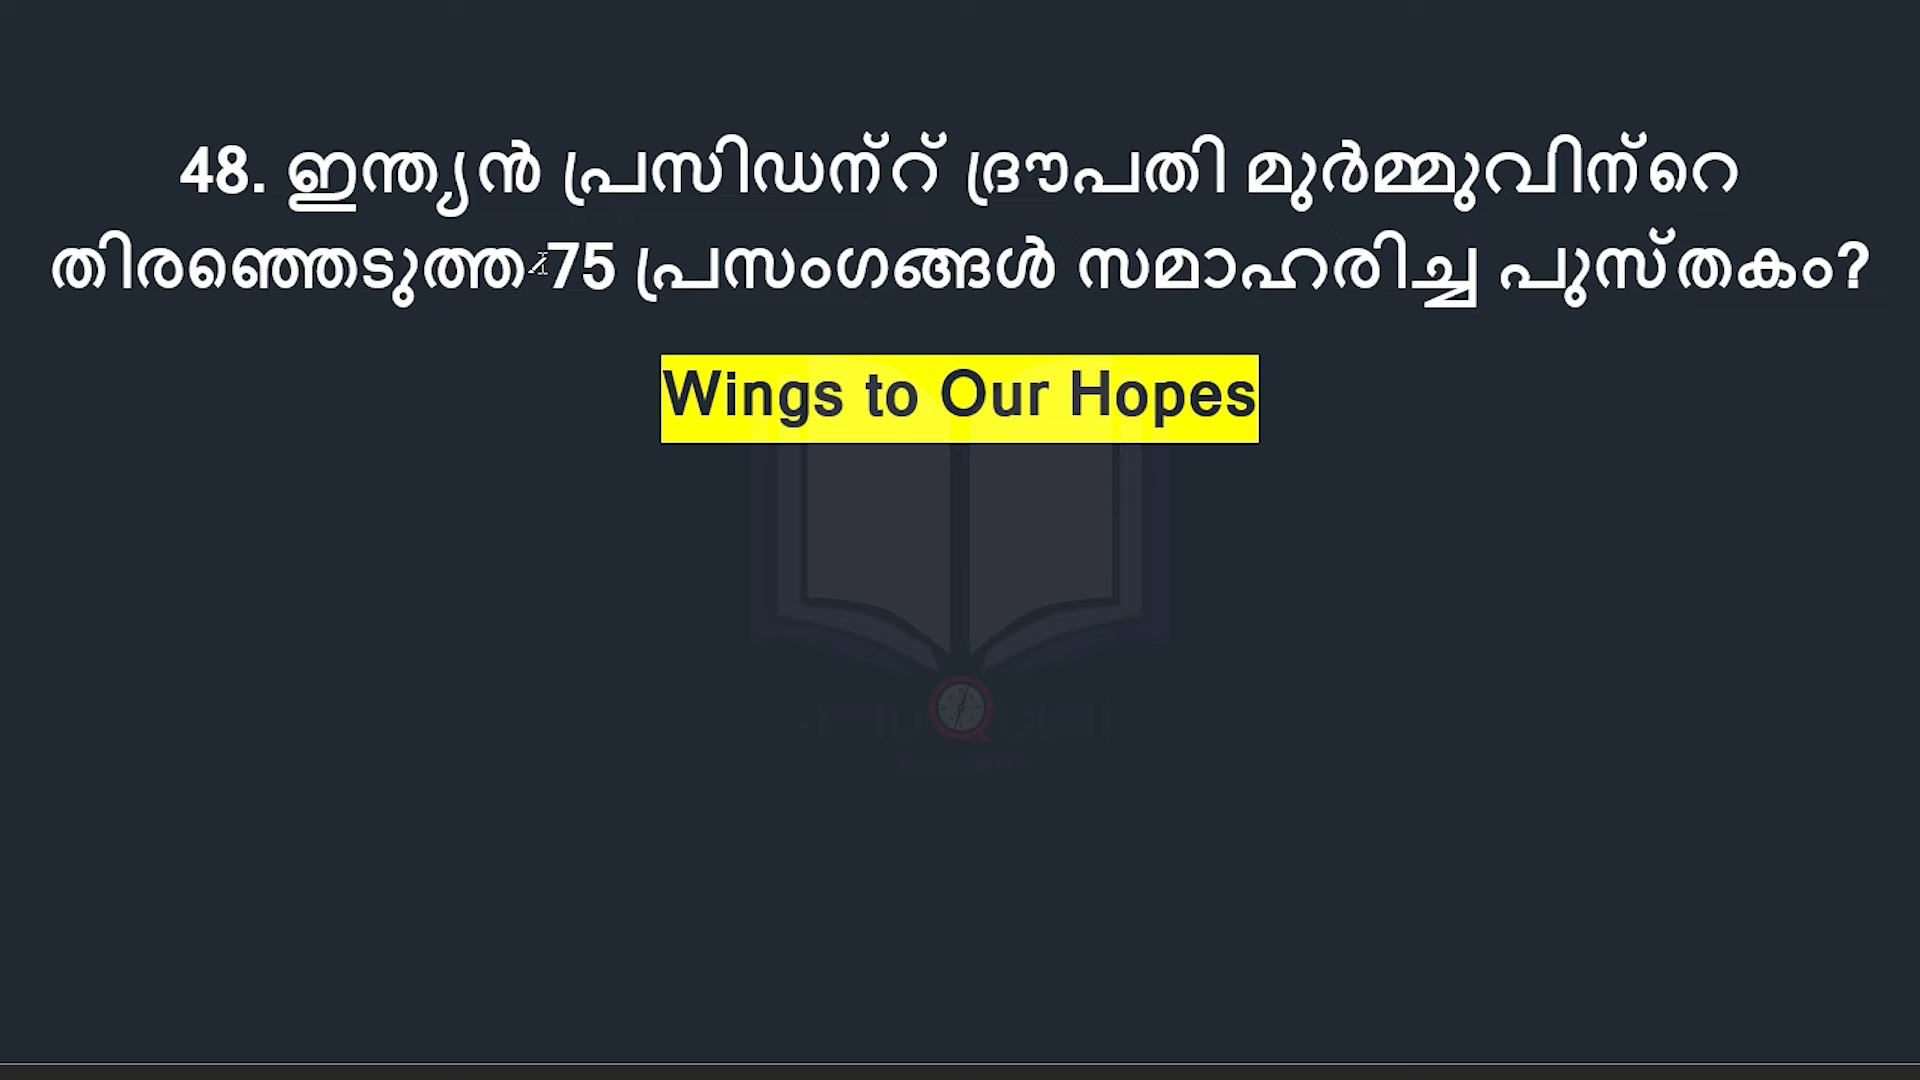 48. ഇന്ത്യൻ പ്രസിഡന്റ് ദ്രൗപതി മുർമ്മുവിന്റെ
തിരഞ്ഞെടുത്ത 75 പ്രസംഗങ്ങൾ സമാഹരിച്ച പുസ്തകം?
Wings to Our Hopes